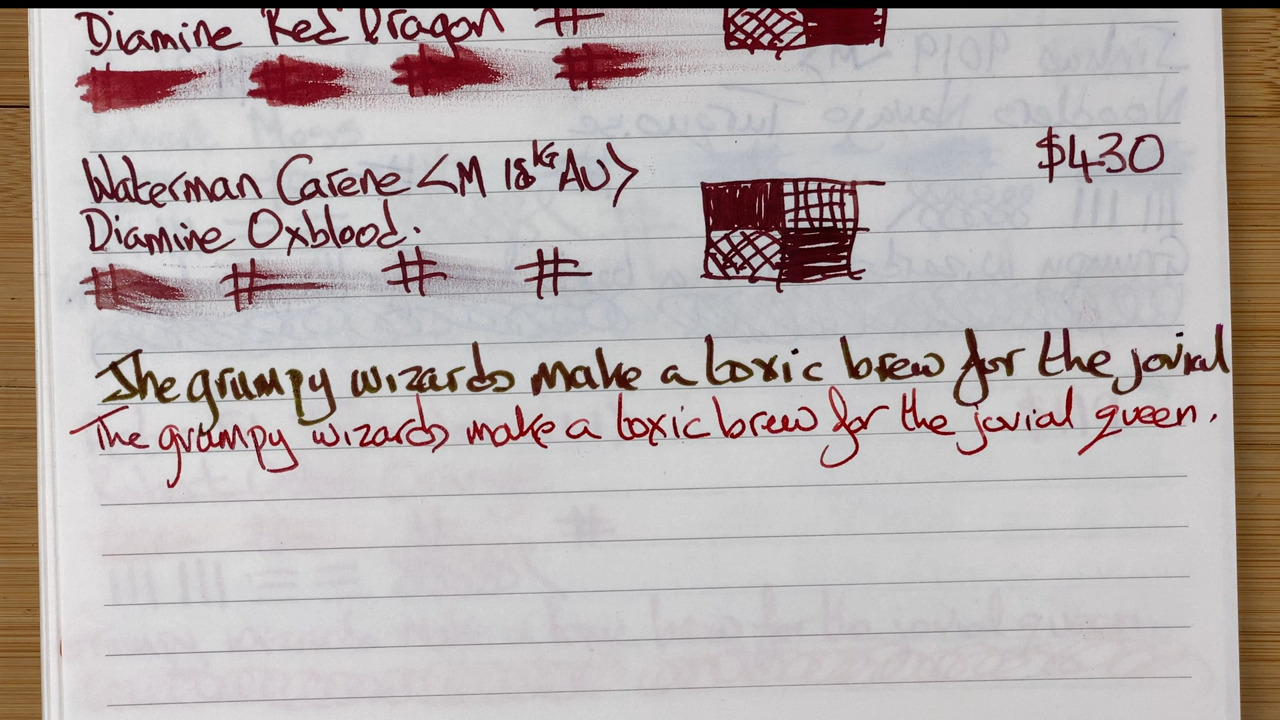 Diamine Red Dragon #
# # # #
Waterman Carene <M 18KG AU> $430
Diamine Oxblood.
# # # #
The grumpy wizards make a toxic brew for the jovial
The grumpy wizards make a toxic brew for the jovial queen.